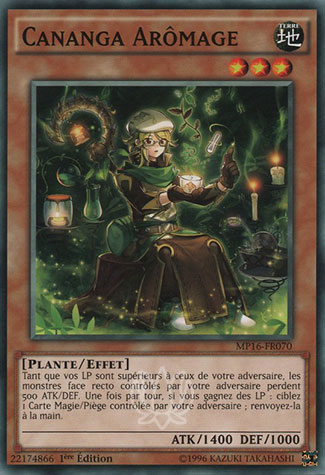 Cananga Arômage
TERRE
地
MP16-FR070
[Plante/Effet]
Tant que vos LP sont supérieurs à ceux de votre adversaire, les
monstres face recto contrôlés par votre adversaire perdent
500 ATK/DEF. Une fois par tour, si vous gagnez des LP : ciblez
1 Carte Magie/Piège contrôlée par votre adversaire ; renvoyez-la
à la main.
ATK/1400 DEF/1000
22174866 1ère Édition ©1996 KAZUKI TAKAHASHI